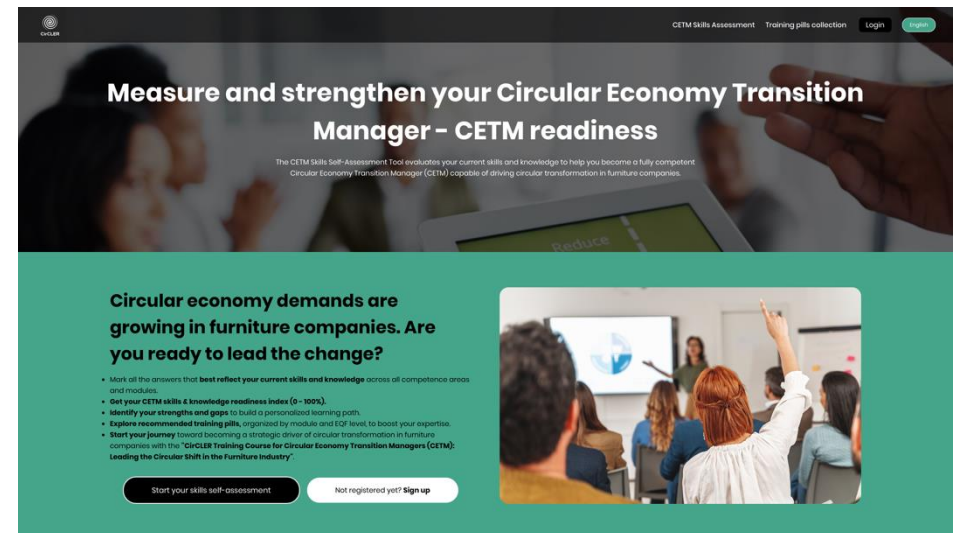 CirCLER
CETM Skills Assessment Training pills collection Login English
Measure and strengthen your Circular Economy Transition
Manager - CETM readiness
The CETM Skills Self-Assessment Tool evaluates your current skills and knowledge to help you become a fully competent
Circular Economy Transition Manager (CETM) capable of driving circular transformation in furniture companies.
Reduce
Circular economy demands are
growing in furniture companies. Are
you ready to lead the change?
• Mark all the answers that best reflect your current skills and knowledge across all competence areas
and modules.
• Get your CETM skills & knowledge readiness index (0 - 100%).
• Identify your strengths and gaps to build a personalized learning path.
• Explore recommended training pills, organized by module and EQF level, to boost your expertise.
• Start your journey toward becoming a strategic driver of circular transformation in furniture
companies with the "CirCLER Training Course for Circular Economy Transition Managers (CETM):
Leading the Circular Shift in the Furniture Industry".
Start your skills self-assessment
Not registered yet? Sign up